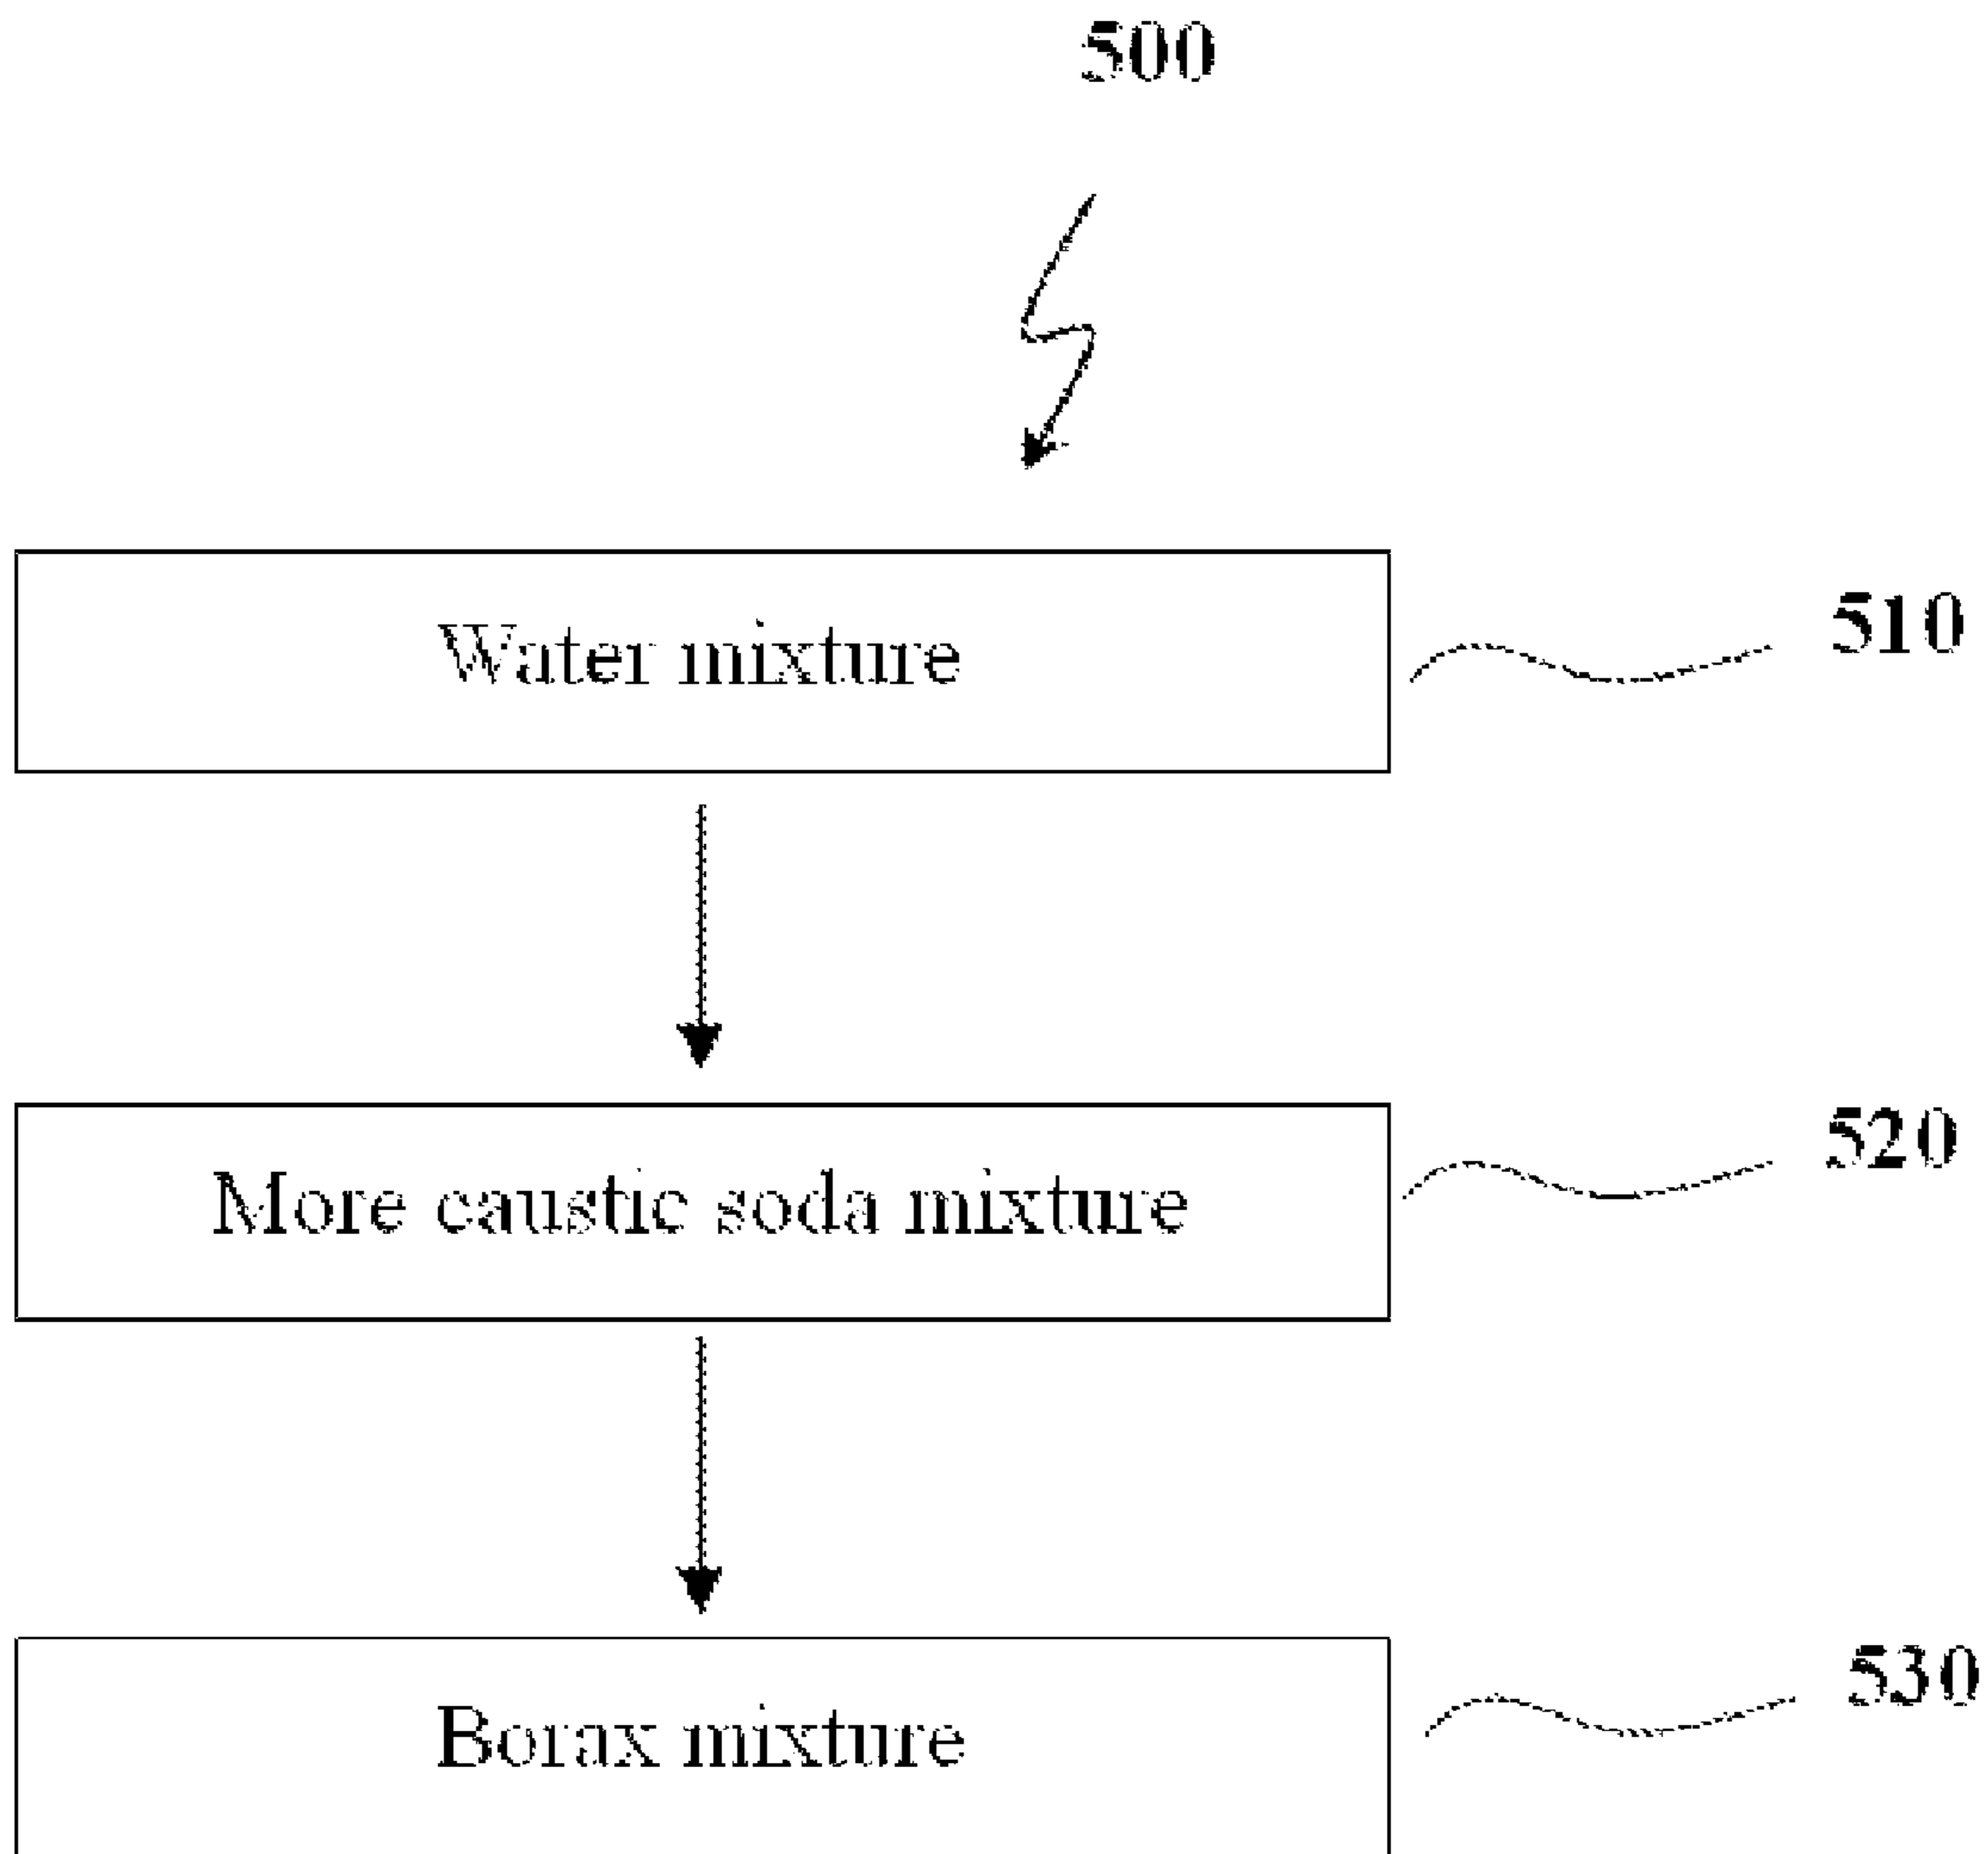 500
Water mixture
510
More caustic soda mixture
520
Borax mixture
530